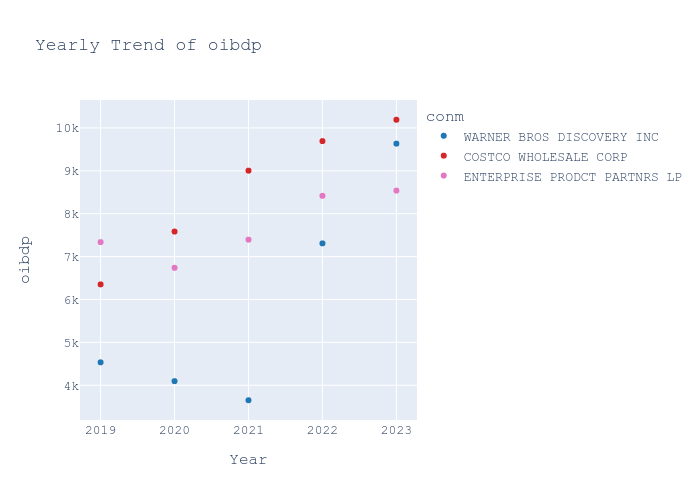 Yearly Trend of oibdp
conm
WARNER BROS DISCOVERY INC
COSTCO WHOLESALE CORP
ENTERPRISE PRODCT PARTNRS LP
10k
9k
8k
7k
6k
5k
4k
oibdp
2019 2020 2021 2022 2023
Year